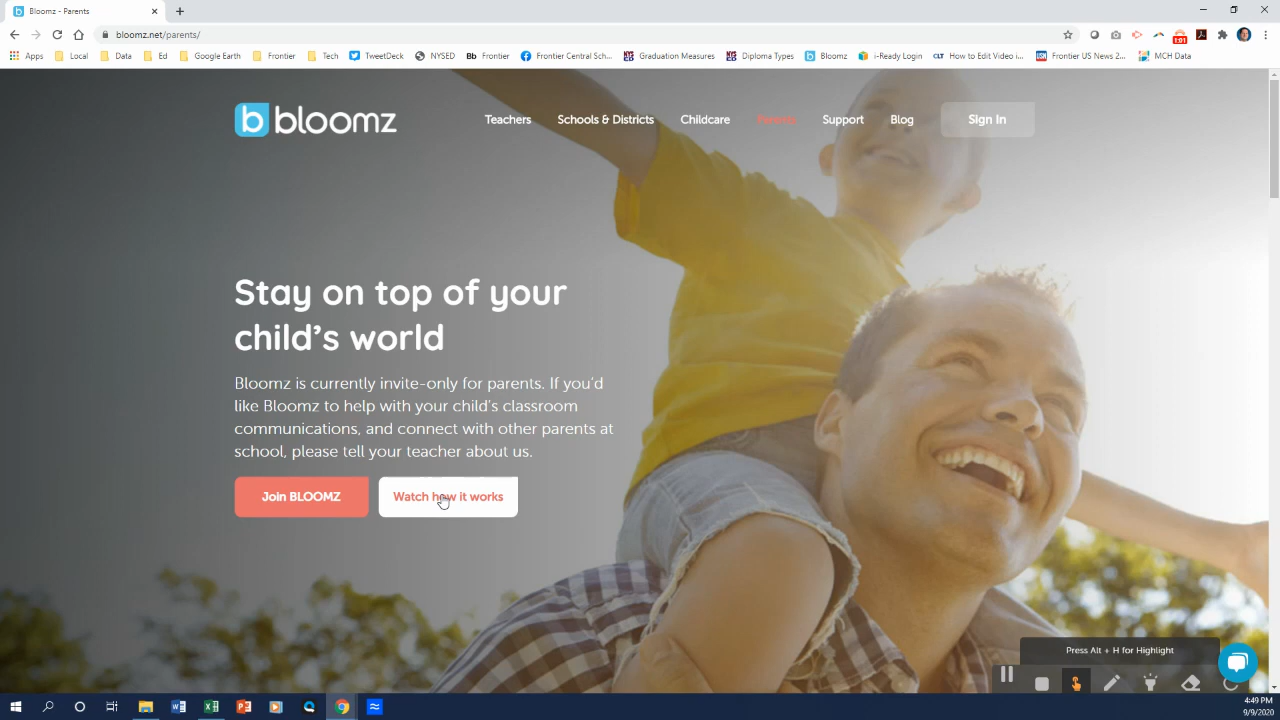 Bloomz - Parents
bloomz.net/parents/
1:01
Apps Local Data Ed Google Earth Frontier Tech TweetDeck NYSED Bb Frontier Frontier Central Sch... Graduation Measures Diploma Types Bloomz i-Ready Login CLT How to Edit Video i... Frontier US News 2... MCH Data
b bloomz
Teachers Schools & Districts Childcare Parents Support Blog Sign In
Stay on top of your
child's world
Bloomz is currently invite-only for parents. If you'd
like Bloomz to help with your child's classroom
communications, and connect with other parents at
school, please tell your teacher about us.
Join BLOOMZ Watch how it works
Press Alt + H for Highlight
4:49 PM
9/9/2020